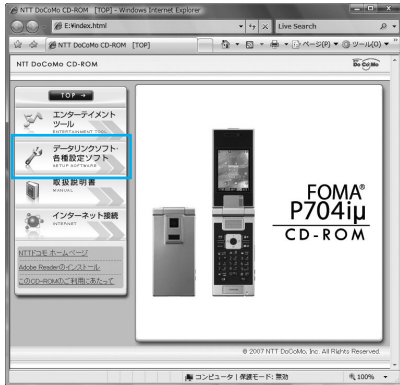 NTT DoCoMo CD-ROM [TOP] - Windows Internet Explorer
E:¥index.html
Live Search
NTT DoCoMo CD-ROM [TOP]
ページ(P)
ツール(O)
NTT DoCoMo CD-ROM
DoCoMo
TOP →
エンターテイメント
ツール
ENTERTAINMENT TOOL
データリンクソフト・
各種設定ソフト
SETUP SOFTWARE
取扱説明書
MANUAL
インターネット接続
INTERNET
NTTドコモ ホームページ
Adobe Readerのインストール
このCD-ROMのご利用にあたって
FOMA®
P704iμ
CD-ROM
© 2007 NTT DoCoMo, Inc. All Rights Reserved.
コンピュータ | 保護モード: 無効
100%